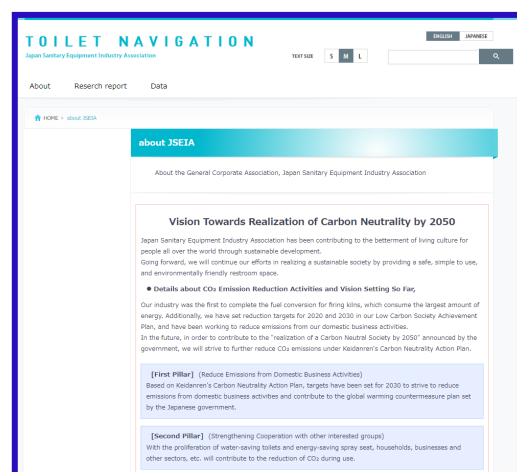 TOILET NAVIGATION
Japan Sanitary Equipment Industry Association
TEXT SIZE S M L
ENGLISH JAPANESE
About Reserch report Data
HOME > about JSEIA
about JSEIA
About the General Corporate Association, Japan Sanitary Equipment Industry Association
Vision Towards Realization of Carbon Neutrality by 2050
Japan Sanitary Equipment Industry Association has been contributing to the betterment of living culture for
people all over the world through sustainable development.
Going forward, we will continue our efforts in realizing a sustainable society by providing a safe, simple to use,
and environmentally friendly restroom space.
● Details about CO₂ Emission Reduction Activities and Vision Setting So Far,
Our industry was the first to complete the fuel conversion for firing kilns, which consume the largest amount of
energy. Additionally, we have set reduction targets for 2020 and 2030 in our Low Carbon Society Achievement
Plan, and have been working to reduce emissions from our domestic business activities.
In the future, in order to contribute to the "realization of a Carbon Neutral Society by 2050" announced by the
government, we will strive to further reduce CO₂ emissions under Keidanren's Carbon Neutrality Action Plan.
[First Pillar] (Reduce Emissions from Domestic Business Activities)
Based on Keidanren's Carbon Neutrality Action Plan, targets have been set for 2030 to strive to reduce
emissions from domestic business activities and contribute to the global warming countermeasure plan set
by the Japanese government.
[Second Pillar] (Strengthening Cooperation with other interested groups)
With the proliferation of water-saving toilets and energy-saving spray seat, households, businesses and
other sectors, etc. will contribute to the reduction of CO₂ during use.